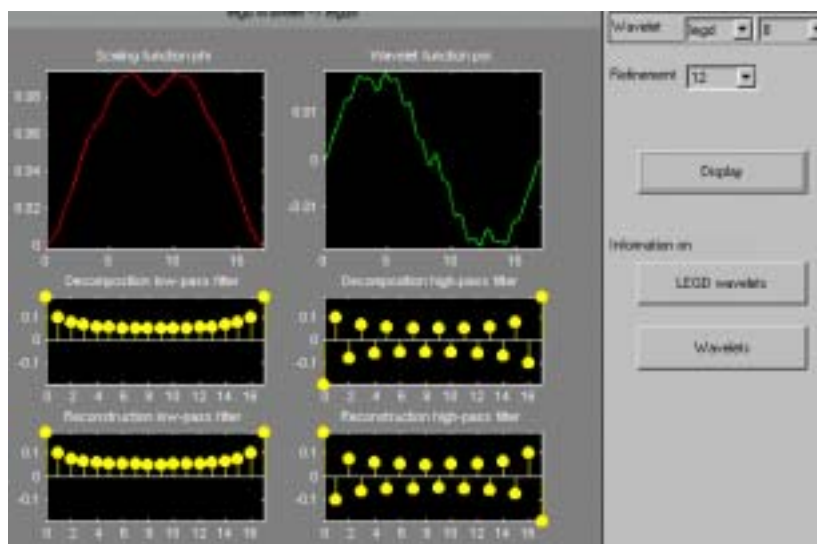 Wavelet legd 8
Refinement 12
Scaling function phi
Wavelet function psi
0.08
0.06
0.04
0.02
0
0 5 10 15
0.01
0
-0.01
0 5 10 15
Display
Information on
LEGD wavelets
Wavelets
Decomposition low-pass filter
Decomposition high-pass filter
0.1
0
-0.1
0 2 4 6 8 10 12 14 16
0.1
0
-0.1
0 2 4 6 8 10 12 14 16
Reconstruction low-pass filter
Reconstruction high-pass filter
0.1
0
-0.1
0 2 4 6 8 10 12 14 16
0.1
0
-0.1
0 2 4 6 8 10 12 14 16